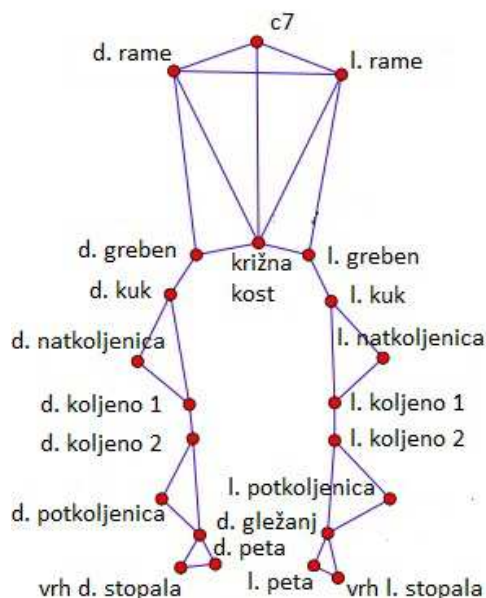 c7
d. rame
l. rame
d. greben
križna
kost
l. greben
d. kuk
l. kuk
d. natkoljenica
l. natkoljenica
d. koljeno 1
l. koljeno 1
d. koljeno 2
l. koljeno 2
l. potkoljenica
d. potkoljenica
d. gležanj
d. peta
l. peta
vrh d. stopala
vrh l. stopala